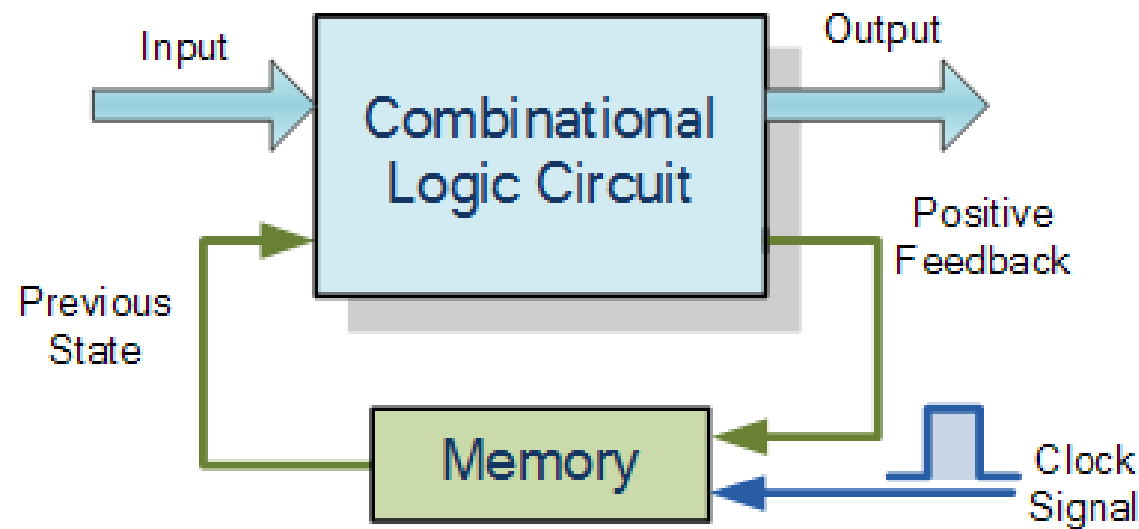 Input
Output
Combinational
Logic Circuit
Positive
Feedback
Previous
State
Memory
Clock
Signal